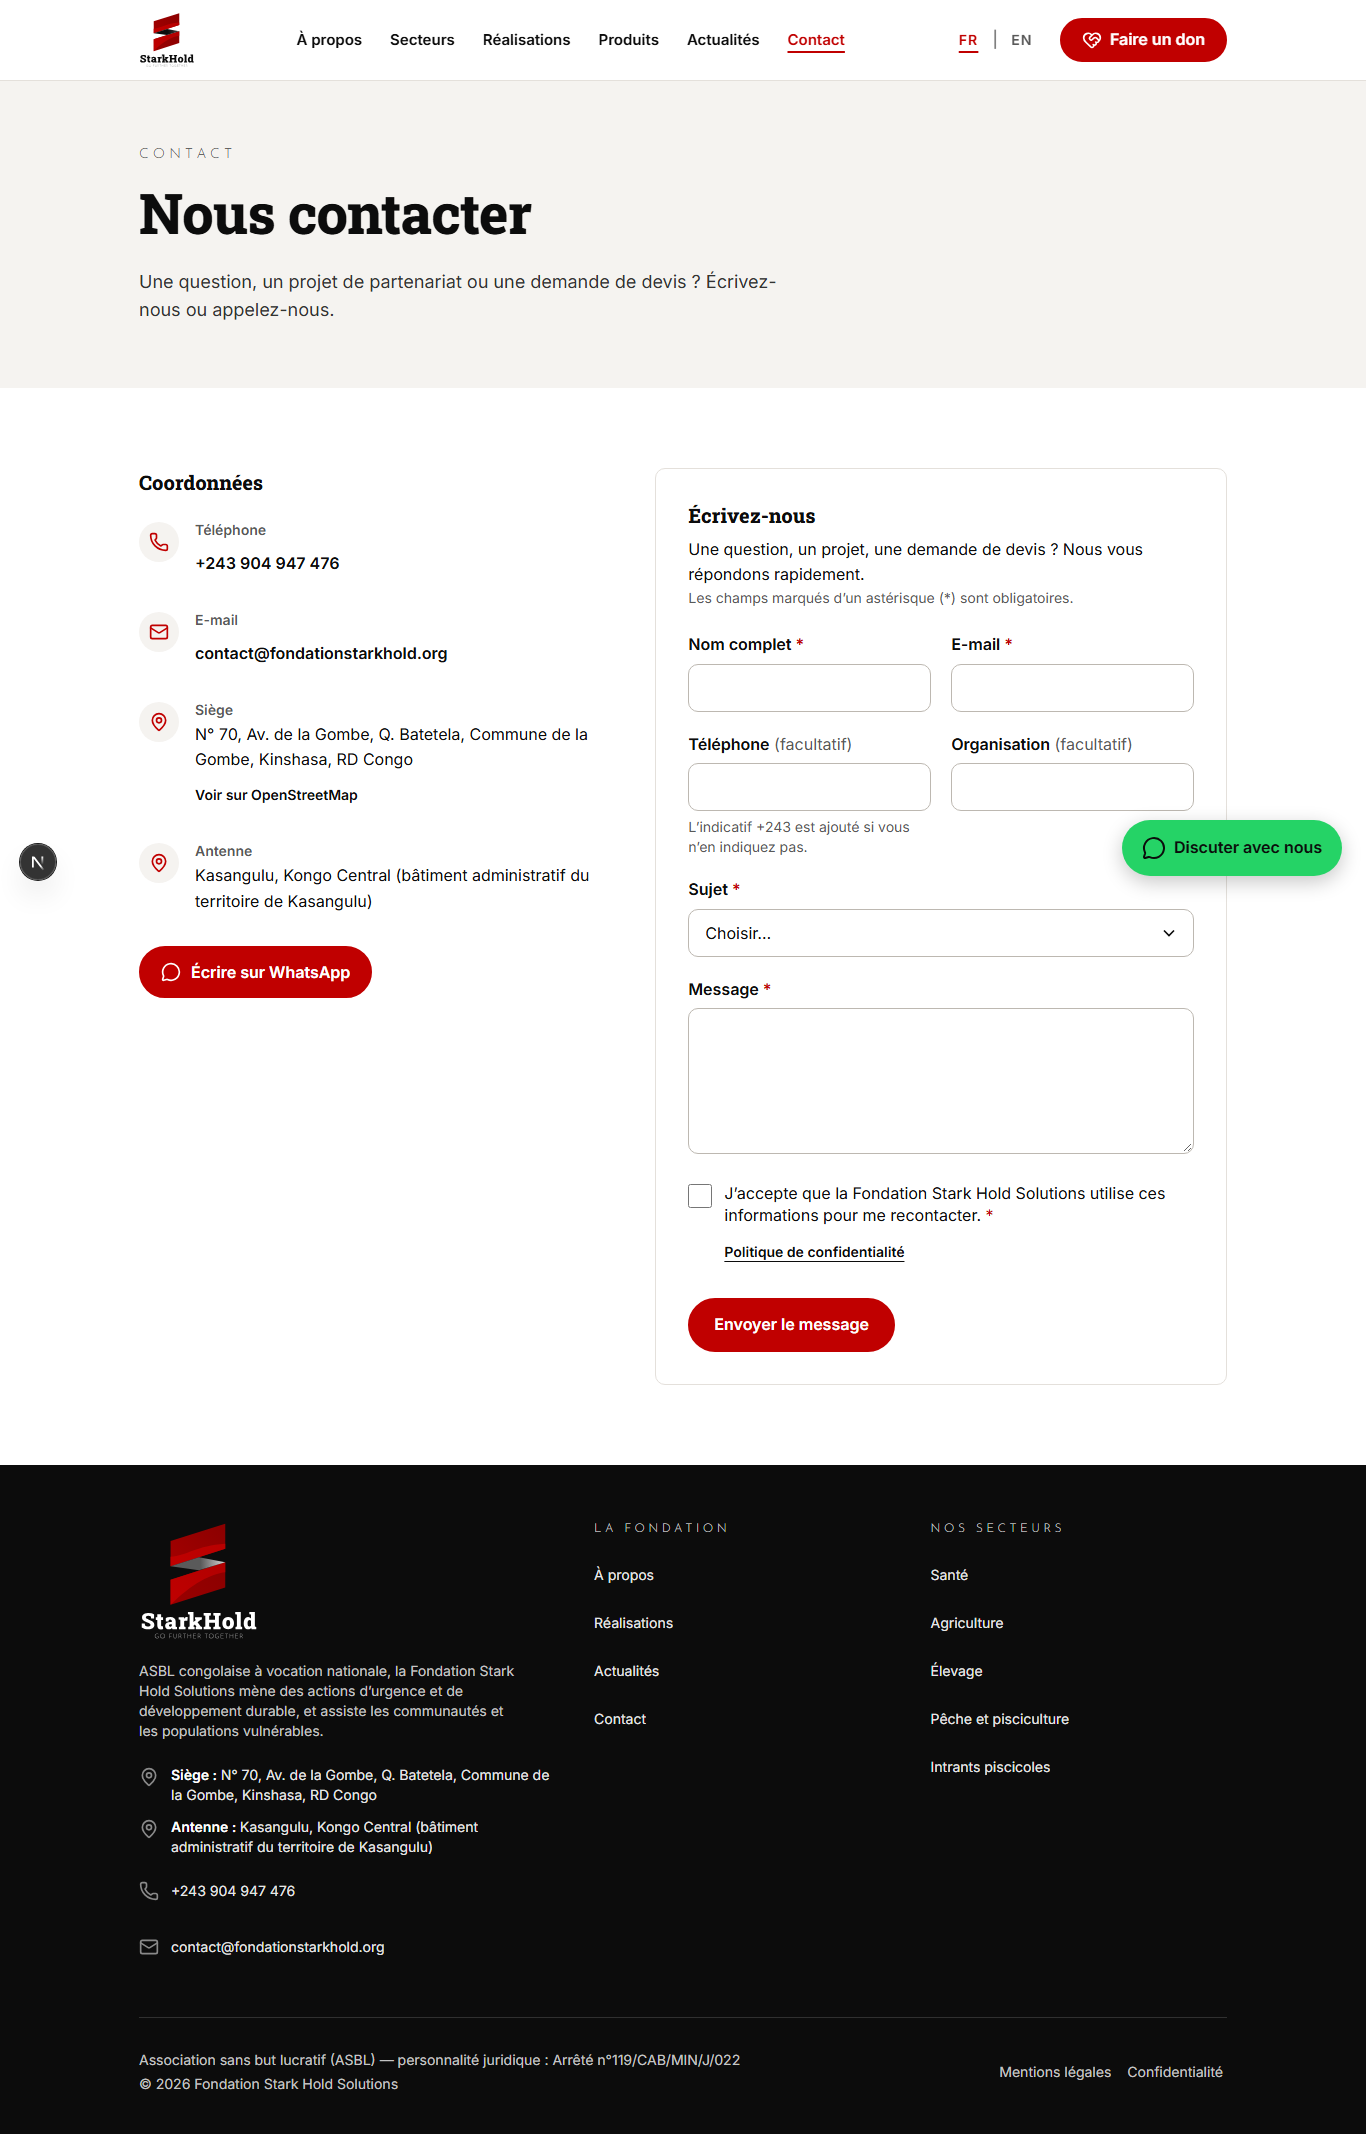 StarkHold
À propos
Secteurs
Réalisations
Produits
Actualités
Contact
FR | EN
Faire un don
CONTACT
Nous contacter
Une question, un projet de partenariat ou une demande de devis ? Écrivez-
nous ou appelez-nous.
Coordonnées
Téléphone
+243 904 947 476
E-mail
contact@fondationstarkhold.org
Siège
N° 70, Av. de la Gombe, Q. Batetela, Commune de la
Gombe, Kinshasa, RD Congo
Voir sur OpenStreetMap
Antenne
Kasangulu, Kongo Central (bâtiment administratif du
territoire de Kasangulu)
Écrire sur WhatsApp
Écrivez-nous
Une question, un projet, une demande de devis ? Nous vous
répondons rapidement.
Les champs marqués d’un astérisque (*) sont obligatoires.
Nom complet *
E-mail *
Téléphone (facultatif)
Organisation (facultatif)
L’indicatif +243 est ajouté si vous
n’en indiquez pas.
Discuter avec nous
Sujet *
Choisir...
Message *
J’accepte que la Fondation Stark Hold Solutions utilise ces
informations pour me recontacter. *
Politique de confidentialité
Envoyer le message
N
StarkHold
GO FURTHER TOGETHER
ASBL congolaise à vocation nationale, la Fondation Stark
Hold Solutions mène des actions d’urgence et de
développement durable, et assiste les communautés et
les populations vulnérables.
Siège : N° 70, Av. de la Gombe, Q. Batetela, Commune de
la Gombe, Kinshasa, RD Congo
Antenne : Kasangulu, Kongo Central (bâtiment
administratif du territoire de Kasangulu)
+243 904 947 476
contact@fondationstarkhold.org
LA FONDATION
À propos
Réalisations
Actualités
Contact
NOS SECTEURS
Santé
Agriculture
Élevage
Pêche et pisciculture
Intrants piscicoles
Association sans but lucratif (ASBL) — personnalité juridique : Arrêté n°119/CAB/MIN/J/022
© 2026 Fondation Stark Hold Solutions
Mentions légales
Confidentialité